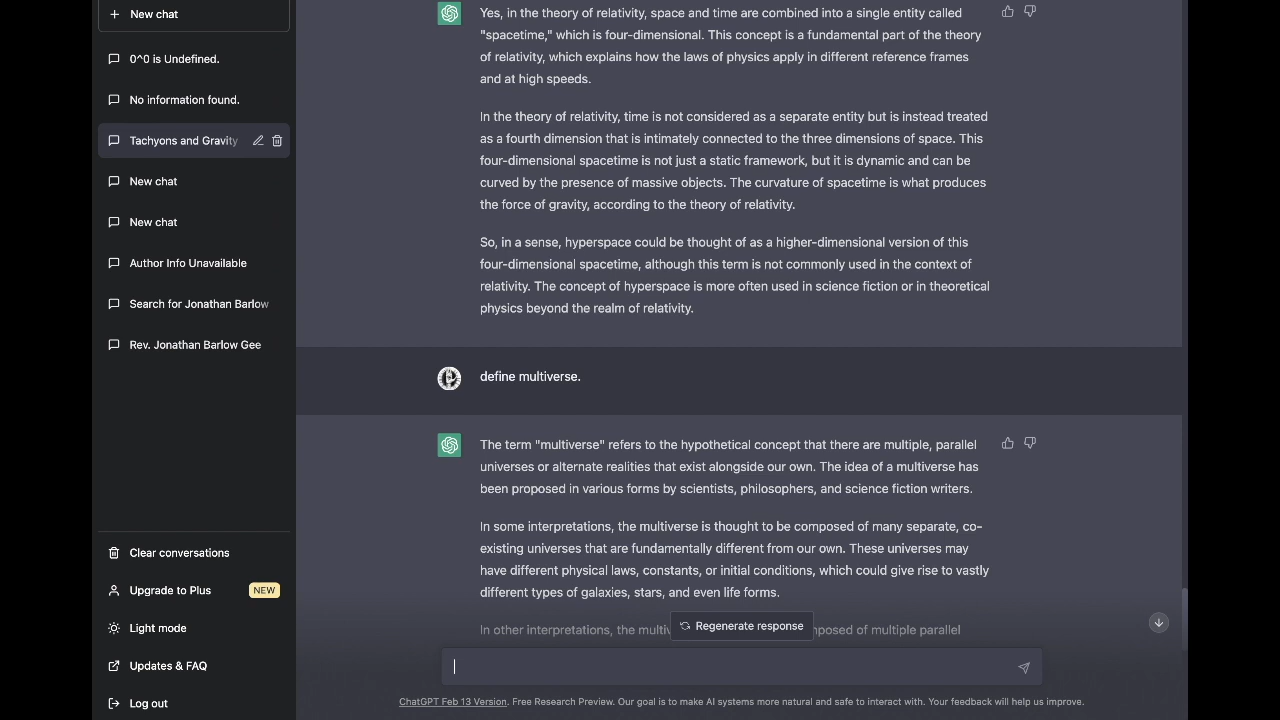 New chat
0^0 is Undefined.
No information found.
Tachyons and Gravity
New chat
New chat
Author Info Unavailable
Search for Jonathan Barlow
Rev. Jonathan Barlow Gee
Clear conversations
Upgrade to Plus NEW
Light mode
Updates & FAQ
Log out
Yes, in the theory of relativity, space and time are combined into a single entity called
"spacetime," which is four-dimensional. This concept is a fundamental part of the theory
of relativity, which explains how the laws of physics apply in different reference frames
and at high speeds.
In the theory of relativity, time is not considered as a separate entity but is instead treated
as a fourth dimension that is intimately connected to the three dimensions of space. This
four-dimensional spacetime is not just a static framework, but it is dynamic and can be
curved by the presence of massive objects. The curvature of spacetime is what produces
the force of gravity, according to the theory of relativity.
So, in a sense, hyperspace could be thought of as a higher-dimensional version of this
four-dimensional spacetime, although this term is not commonly used in the context of
relativity. The concept of hyperspace is more often used in science fiction or in theoretical
physics beyond the realm of relativity.
define multiverse.
The term "multiverse" refers to the hypothetical concept that there are multiple, parallel
universes or alternate realities that exist alongside our own. The idea of a multiverse has
been proposed in various forms by scientists, philosophers, and science fiction writers.
In some interpretations, the multiverse is thought to be composed of many separate, co-
existing universes that are fundamentally different from our own. These universes may
have different physical laws, constants, or initial conditions, which could give rise to vastly
different types of galaxies, stars, and even life forms.
In other interpretations, the of multiple parallel
Regenerate response
ChatGPT Feb 13 Version. Free Research Preview. Our goal is to make AI systems more natural and safe to interact with. Your feedback will help us improve.